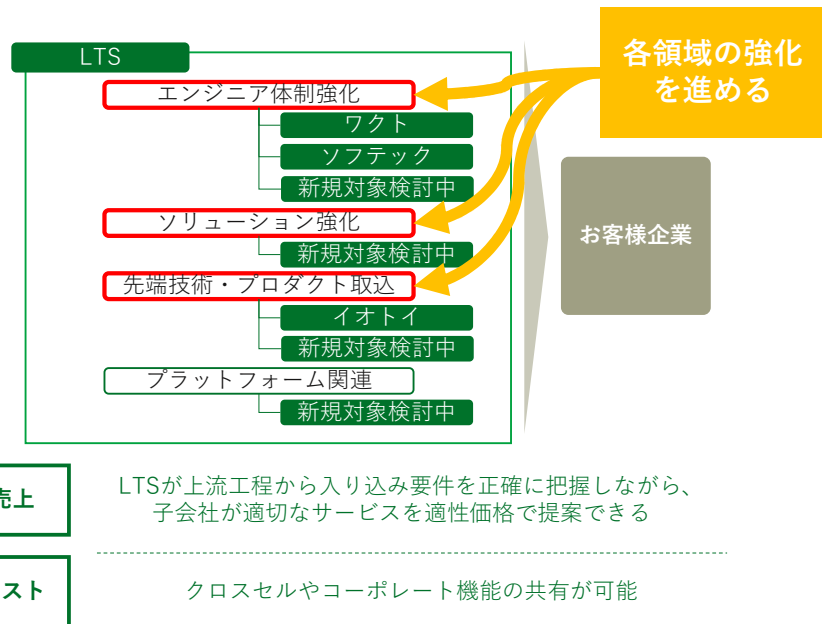 各領域の強化
を進める
LTS
エンジニア体制強化
ワクト
ソフテック
新規対象検討中
ソリューション強化
新規対象検討中
先端技術・プロダクト取込
イオトイ
新規対象検討中
プラットフォーム関連
新規対象検討中
お客様企業
売上
LTSが上流工程から入り込み要件を正確に把握しながら、
子会社が適切なサービスを適性価格で提案できる
スト
クロスセルやコーポレート機能の共有が可能